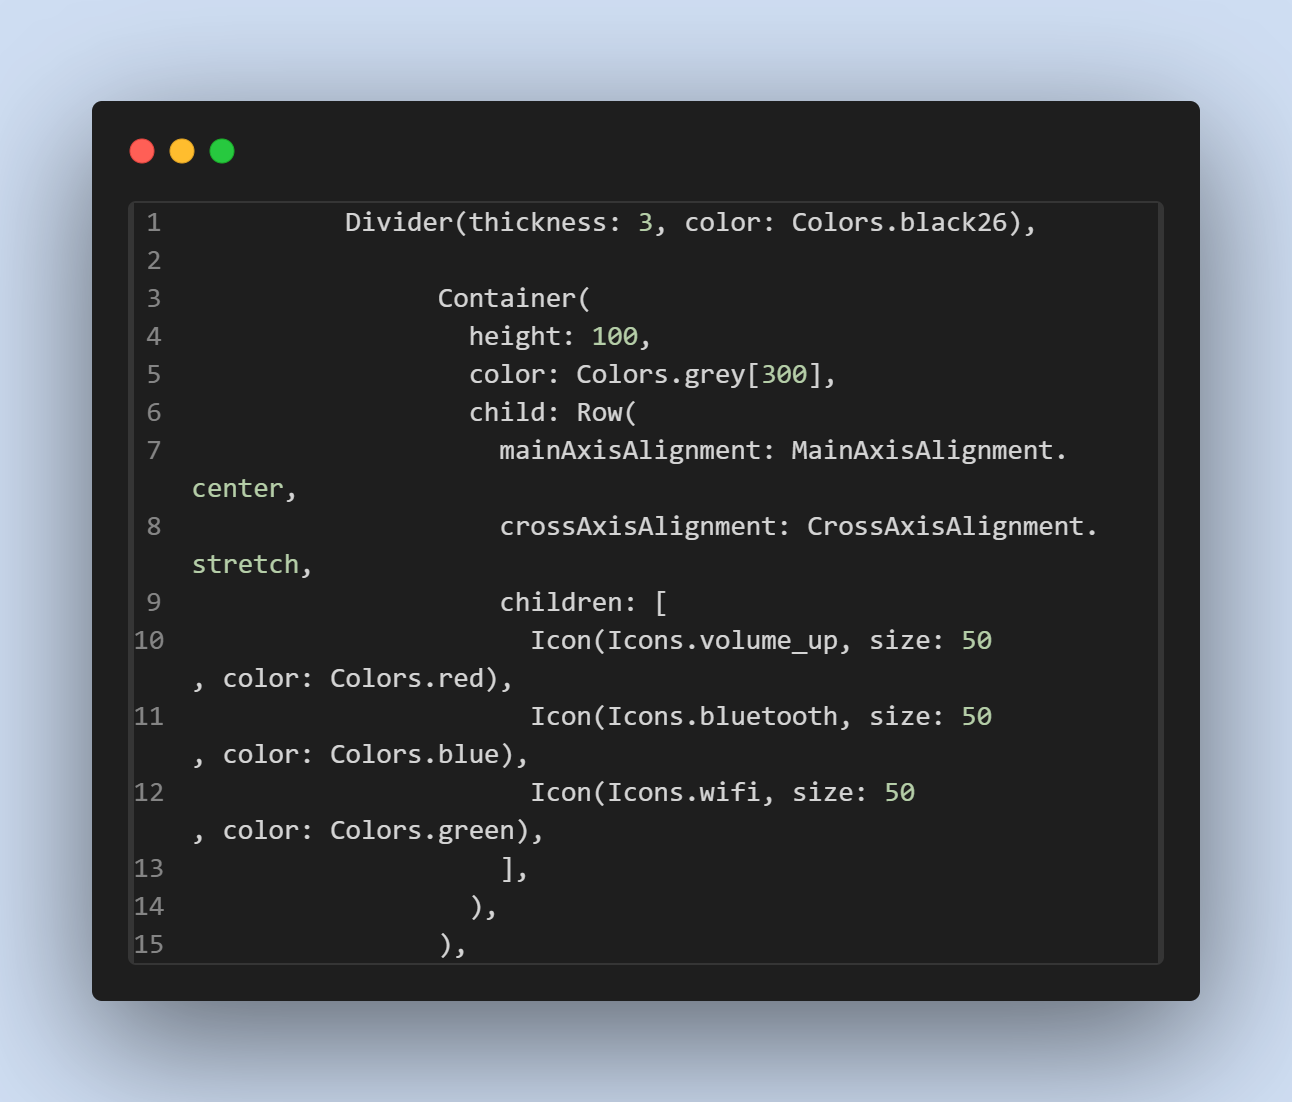 1 Divider(thickness: 3, color: Colors.black26),
2
3 Container(
4 height: 100,
5 color: Colors.grey[300],
6 child: Row(
7 mainAxisAlignment: MainAxisAlignment.
center,
8 crossAxisAlignment: CrossAxisAlignment.
stretch,
9 children: [
10 Icon(Icons.volume_up, size: 50
, color: Colors.red),
11 Icon(Icons.bluetooth, size: 50
, color: Colors.blue),
12 Icon(Icons.wifi, size: 50
, color: Colors.green),
13 ],
14 ),
15 ),